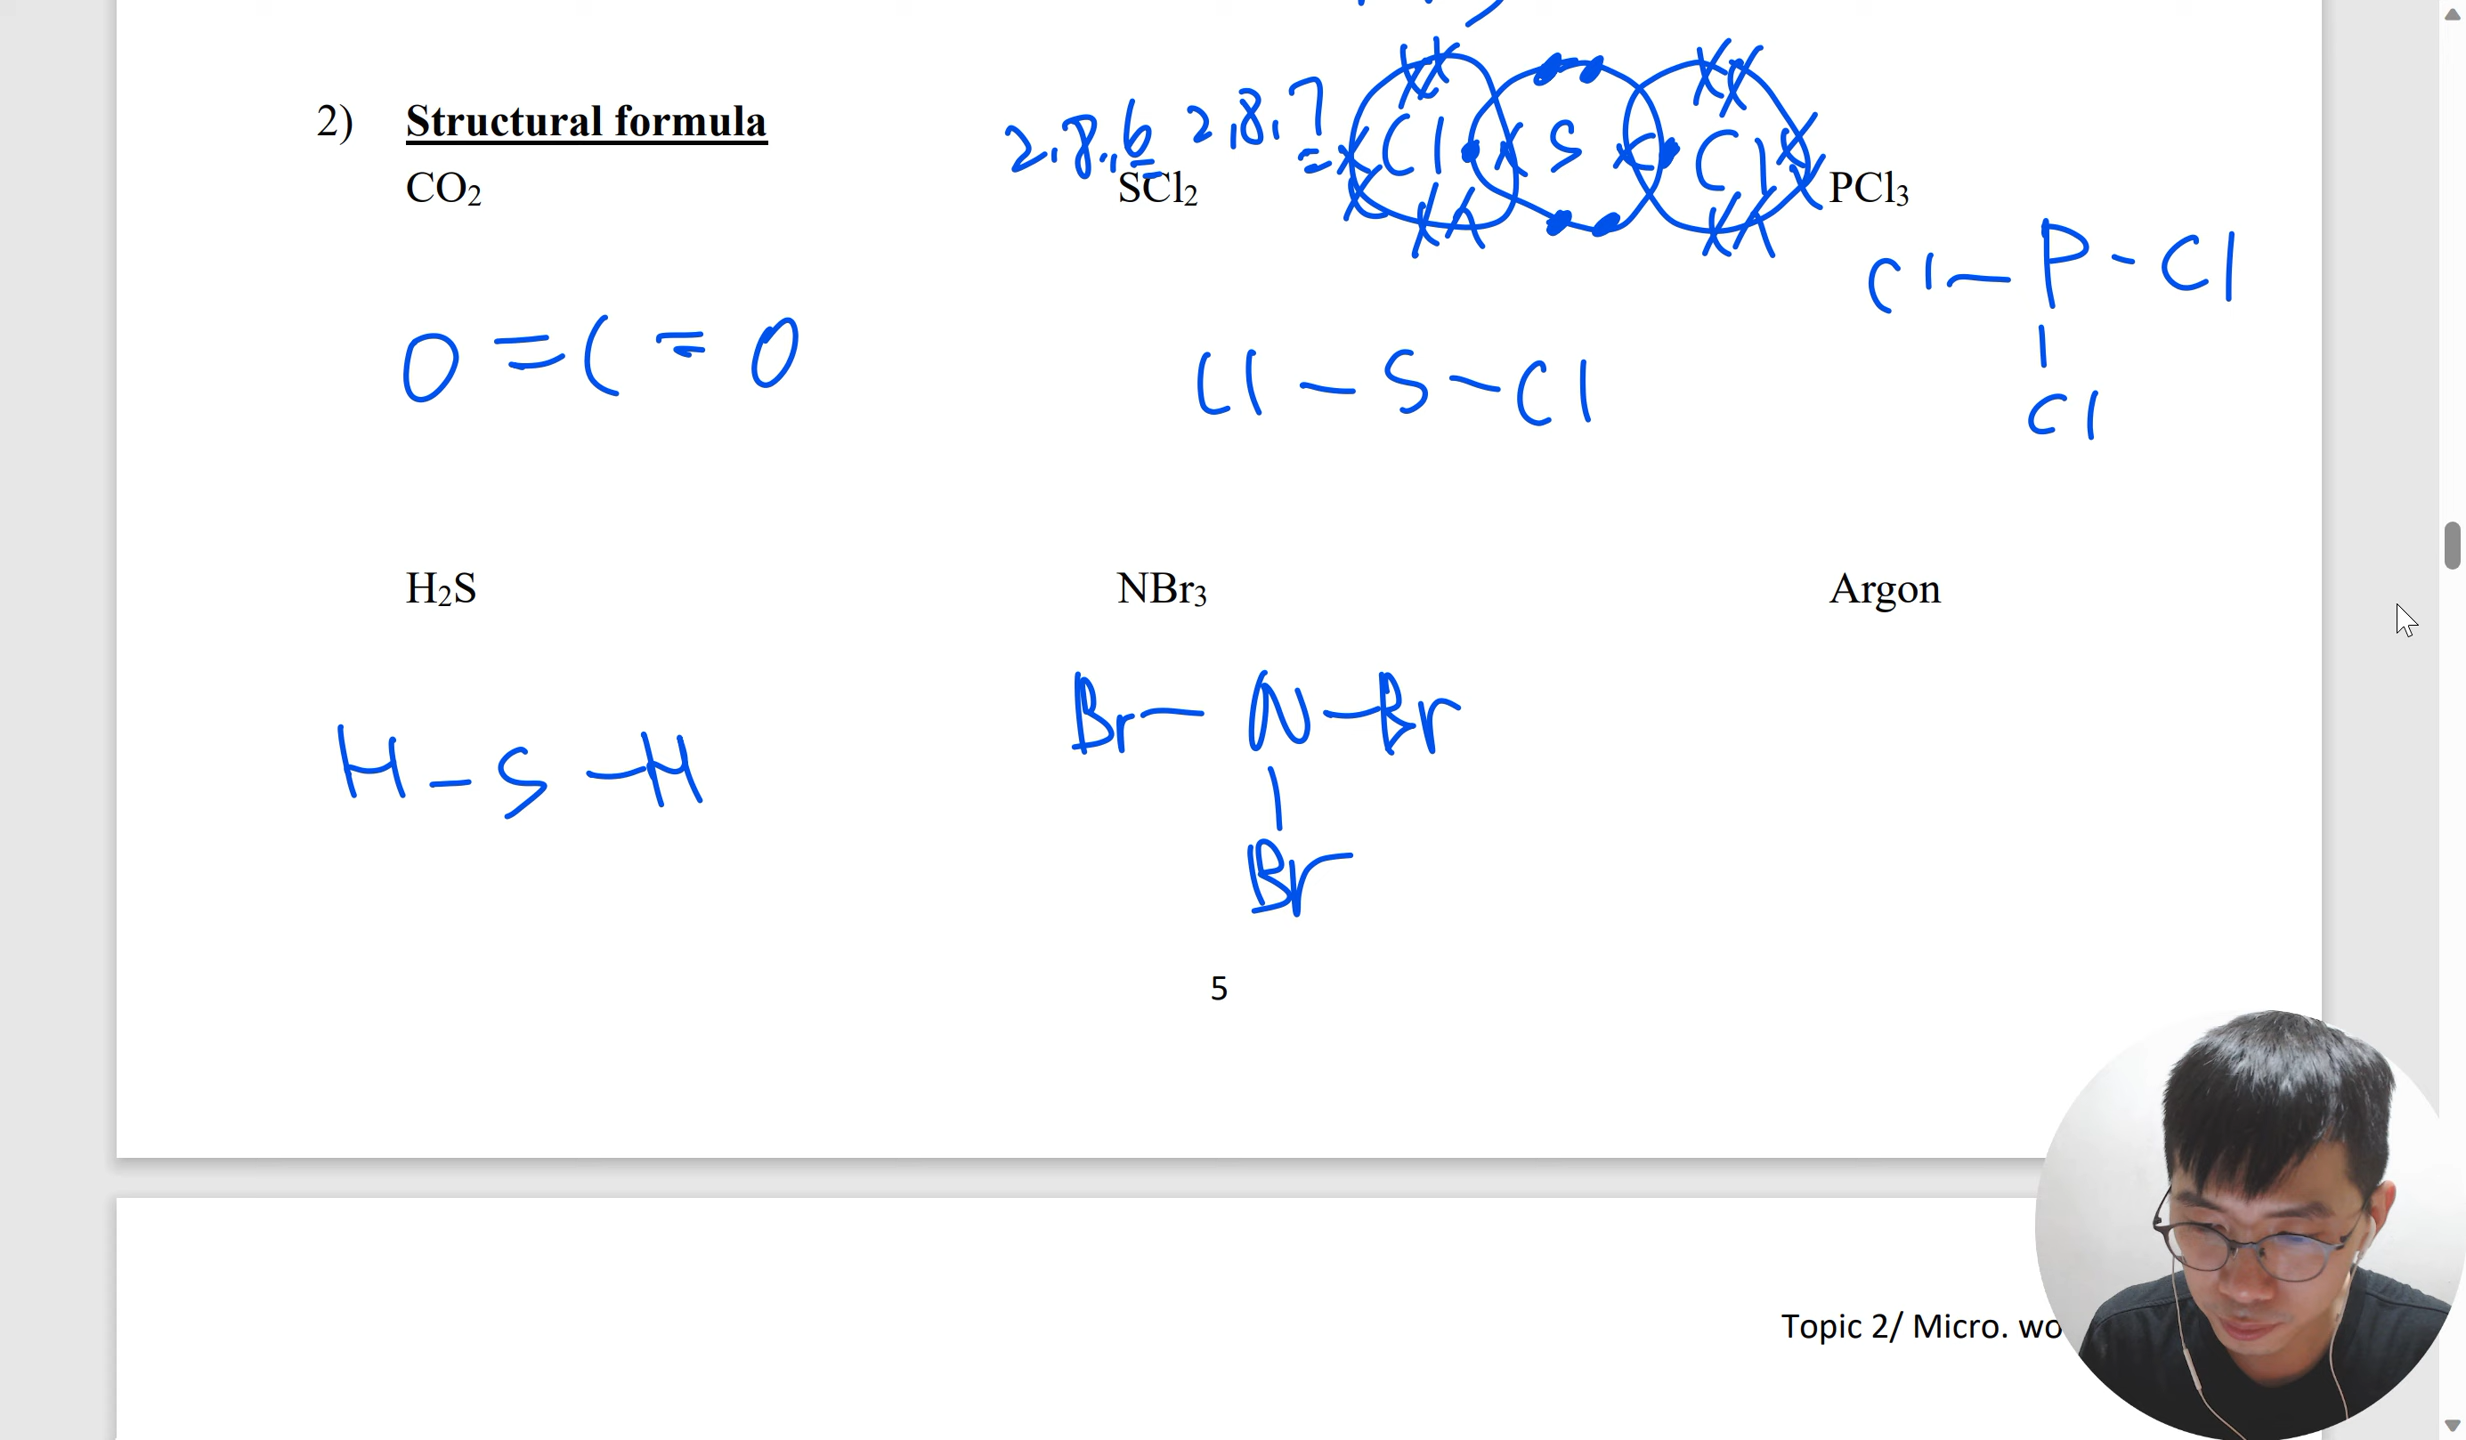 2) Structural formula
2,8,6 2,8,7 Cl S Cl
CO₂ SCl₂ PCl₃
Cl – P – Cl
|
Cl
O = C = O
Cl – S – Cl
H₂S NBr₃ Argon
H – S – H
Br – N – Br
|
Br
5
Topic 2/ Micro. wo